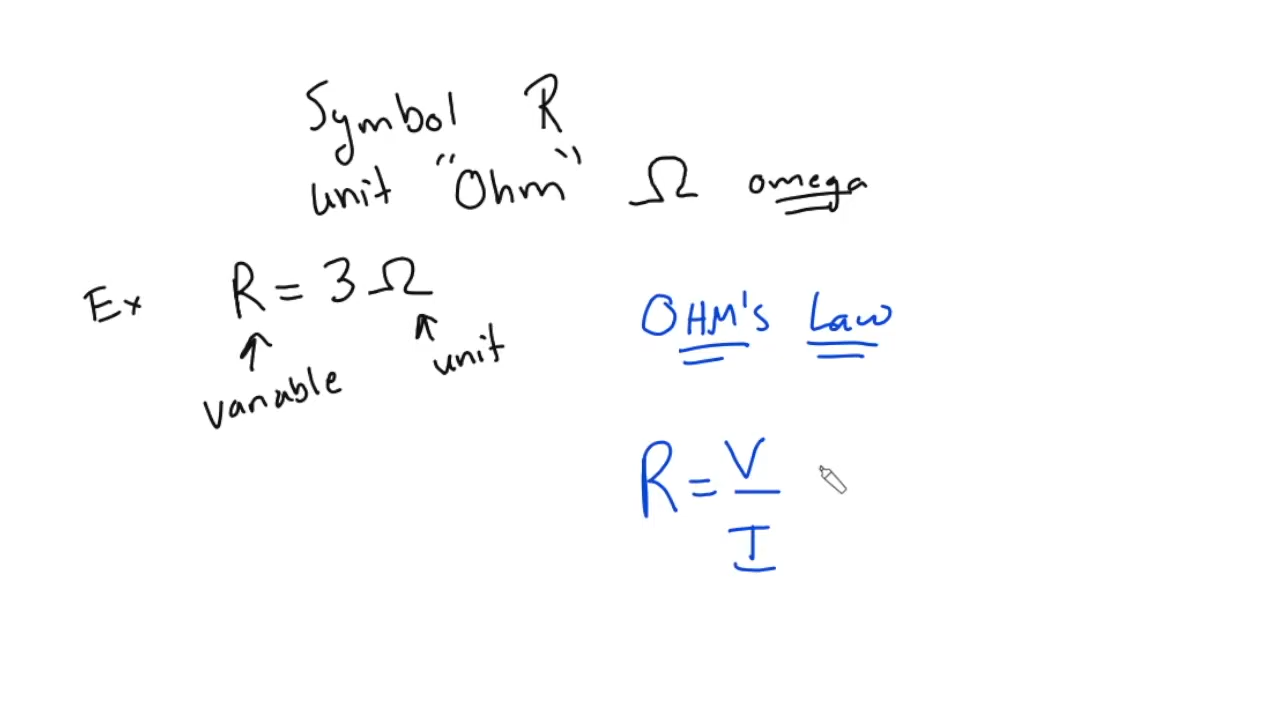 Symbol R
unit "Ohm" Ω omega
Ex R = 3 Ω
variable
unit
OHM's Law
R = V
I